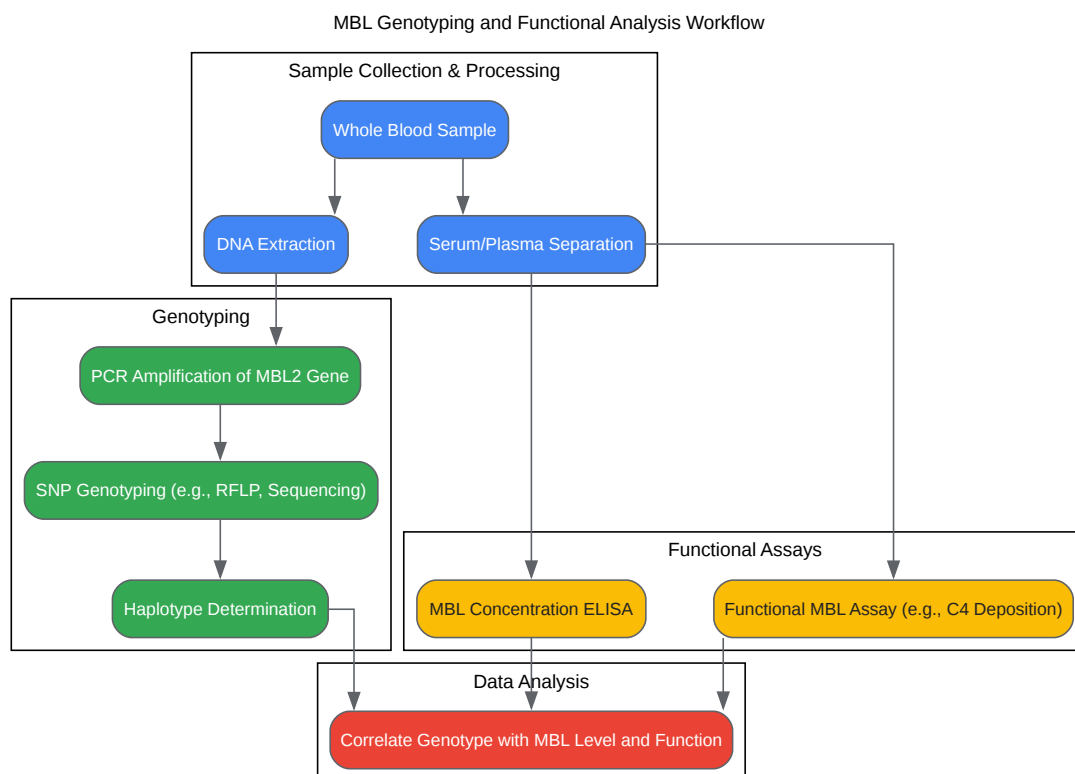 MBL Genotyping and Functional Analysis Workflow
Sample Collection & Processing
Whole Blood Sample
DNA Extraction
Serum/Plasma Separation
Genotyping
PCR Amplification of MBL2 Gene
SNP Genotyping (e.g., RFLP, Sequencing)
Haplotype Determination
Functional Assays
MBL Concentration ELISA
Functional MBL Assay (e.g., C4 Deposition)
Data Analysis
Correlate Genotype with MBL Level and Function